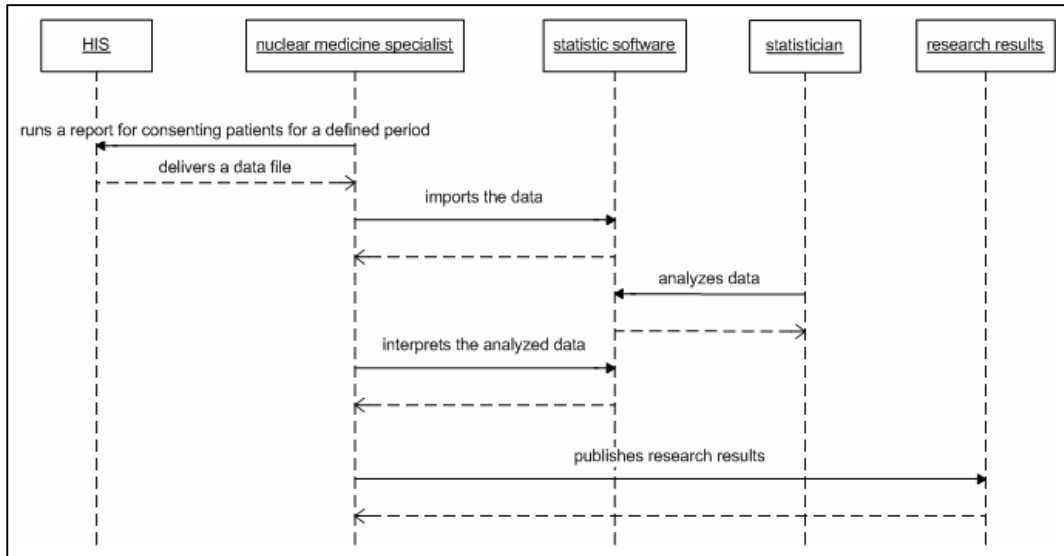 HIS
nuclear medicine specialist
statistic software
statistician
research results
runs a report for consenting patients for a defined period
delivers a data file
imports the data
analyzes data
interprets the analyzed data
publishes research results